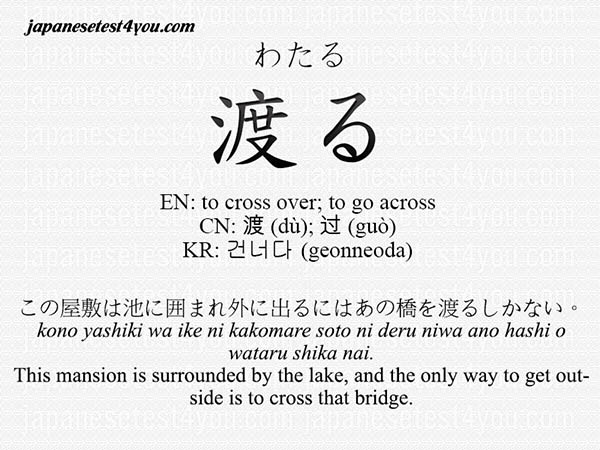 japanesetest4you.com
わたる
渡る
EN: to cross over; to go across
CN: 渡 (dù); 过 (guò)
KR: 건너다 (geonneoda)
この屋敷は池に囲まれ外に出るにはあの橋を渡るしかない。
kono yashiki wa ike ni kakomare soto ni deru niwa ano hashi o
wataru shika nai.
This mansion is surrounded by the lake, and the only way to get out-
side is to cross that bridge.